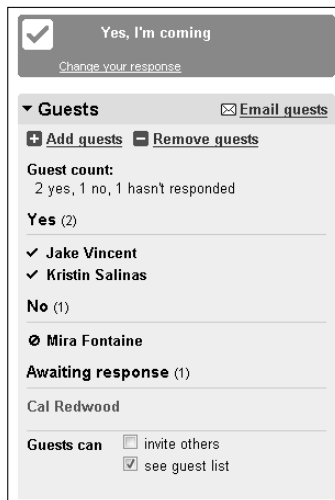 Yes, I'm coming
Change your response
Guests
Email guests
Add guests Remove guests
Guest count:
2 yes, 1 no, 1 hasn't responded
Yes (2)
Jake Vincent
Kristin Salinas
No (1)
Mira Fontaine
Awaiting response (1)
Cal Redwood
Guests can invite others
see guest list